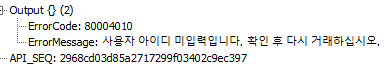 Output {} (2)
ErrorCode: 80004010
ErrorMessage: 사용자 아이디 미입력입니다. 확인 후 다시 거래하십시오.
API_SEQ: 2968cd03d85a2717299f03402c9ec397